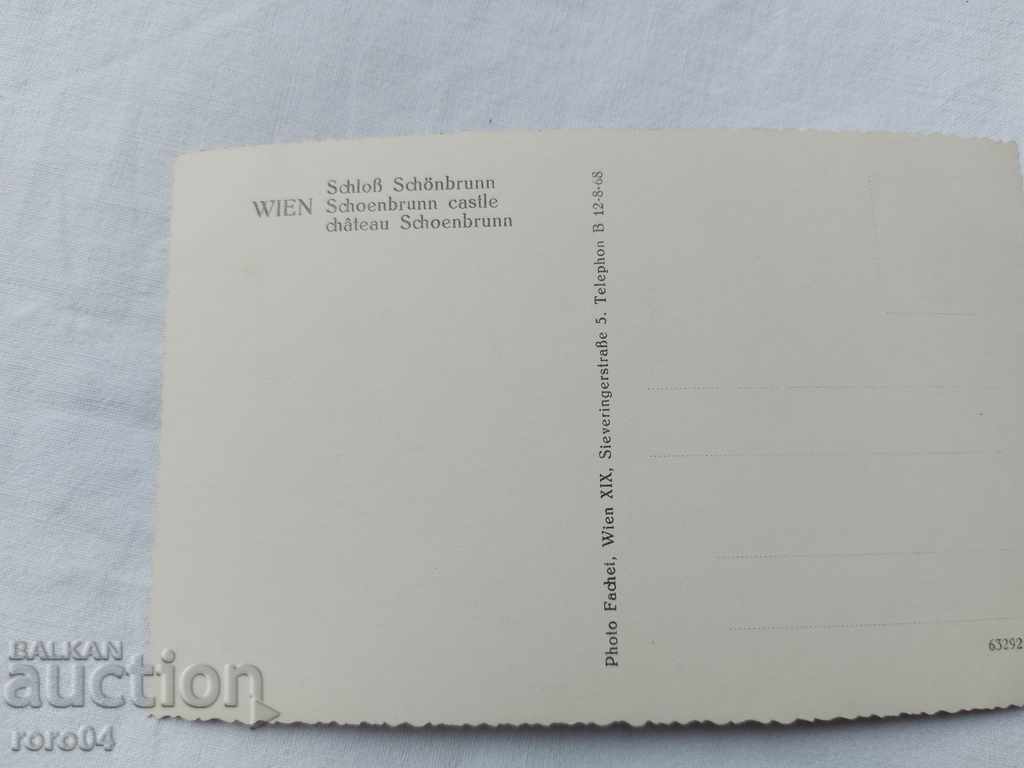 WIEN
Schloß Schönbrunn
Schoenbrunn castle
château Schoenbrunn
Photo Fachet, Wien XIX, Sieveringerstraße 5. Telephon B 12-8-68
63292
BALKAN
auction
roro04